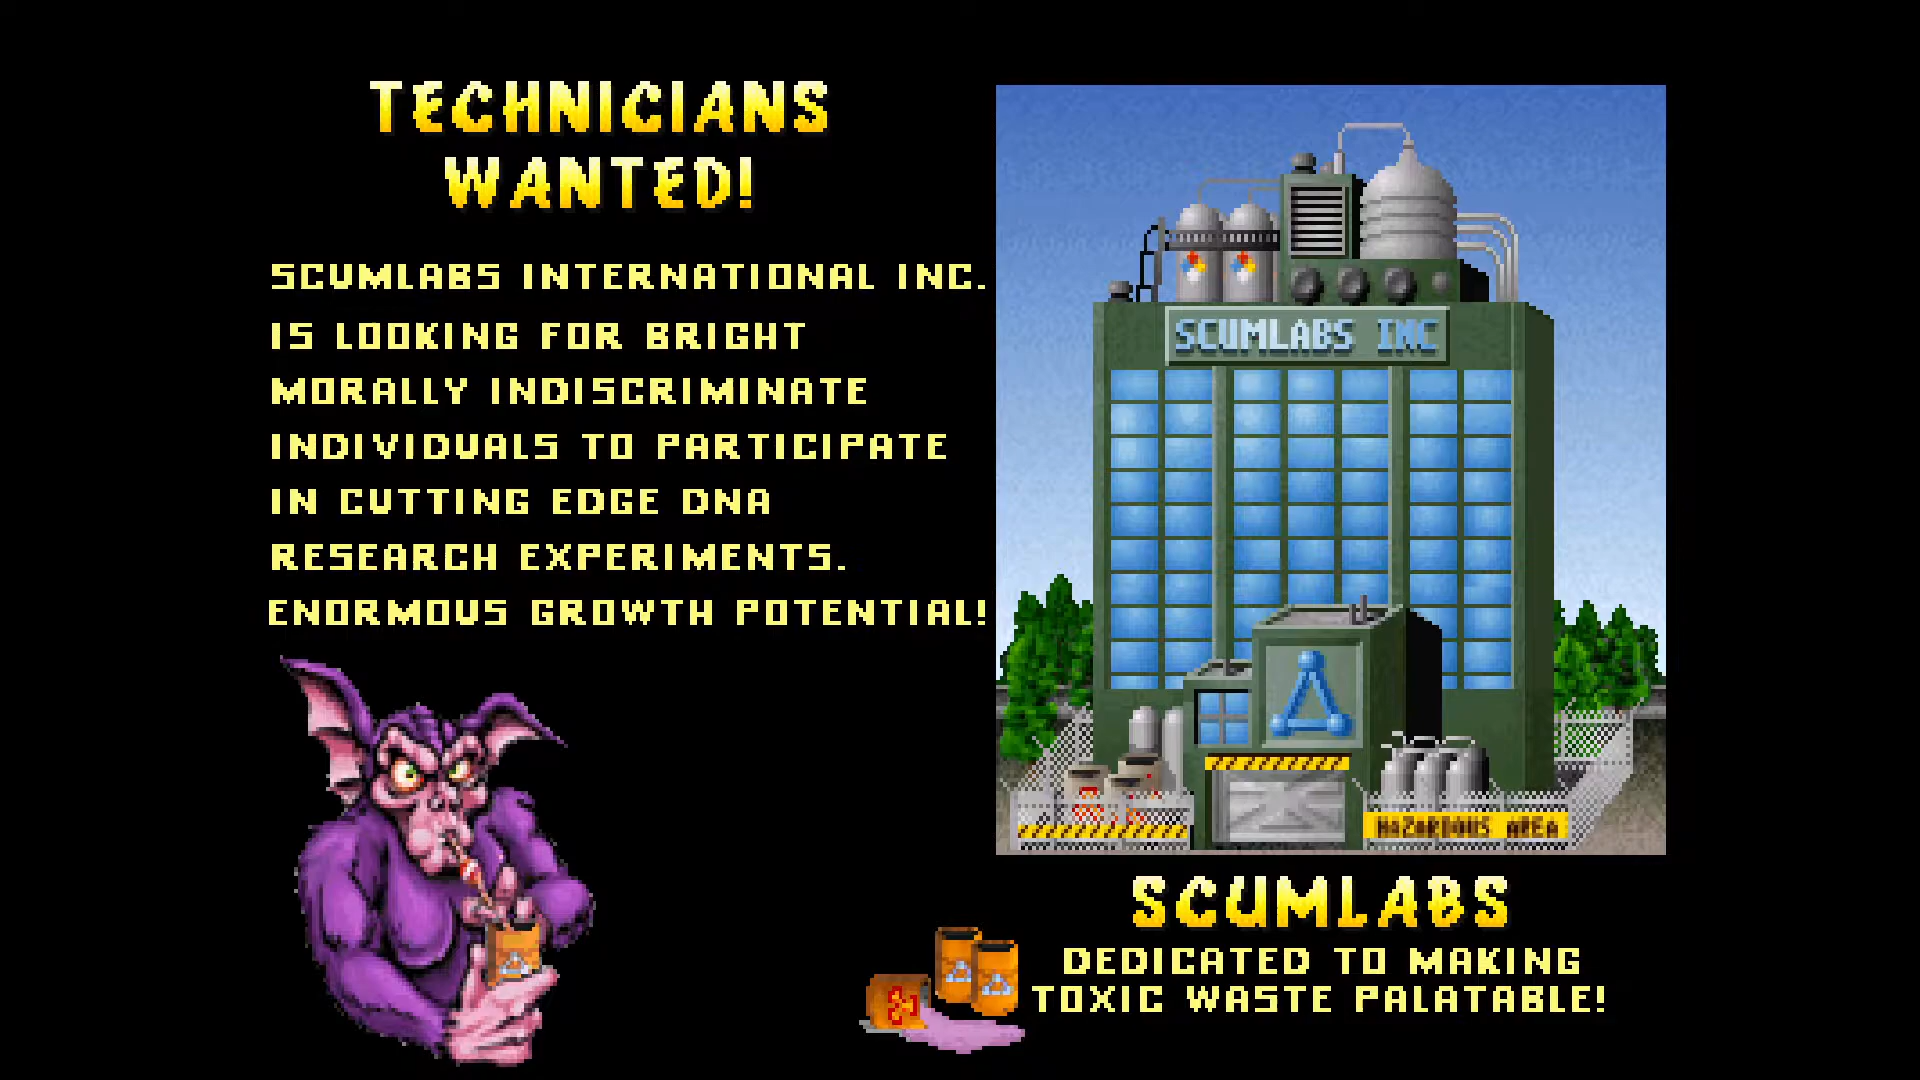 TECHNICIANS
WANTED!
SCUMLABS INTERNATIONAL INC.
IS LOOKING FOR BRIGHT
MORALLY INDISCRIMINATE
INDIVIDUALS TO PARTICIPATE
IN CUTTING EDGE DNA
RESEARCH EXPERIMENTS.
ENORMOUS GROWTH POTENTIAL!
SCUMLABS INC
HAZARDOUS AREA
SCUMLABS
DEDICATED TO MAKING
TOXIC WASTE PALATABLE!